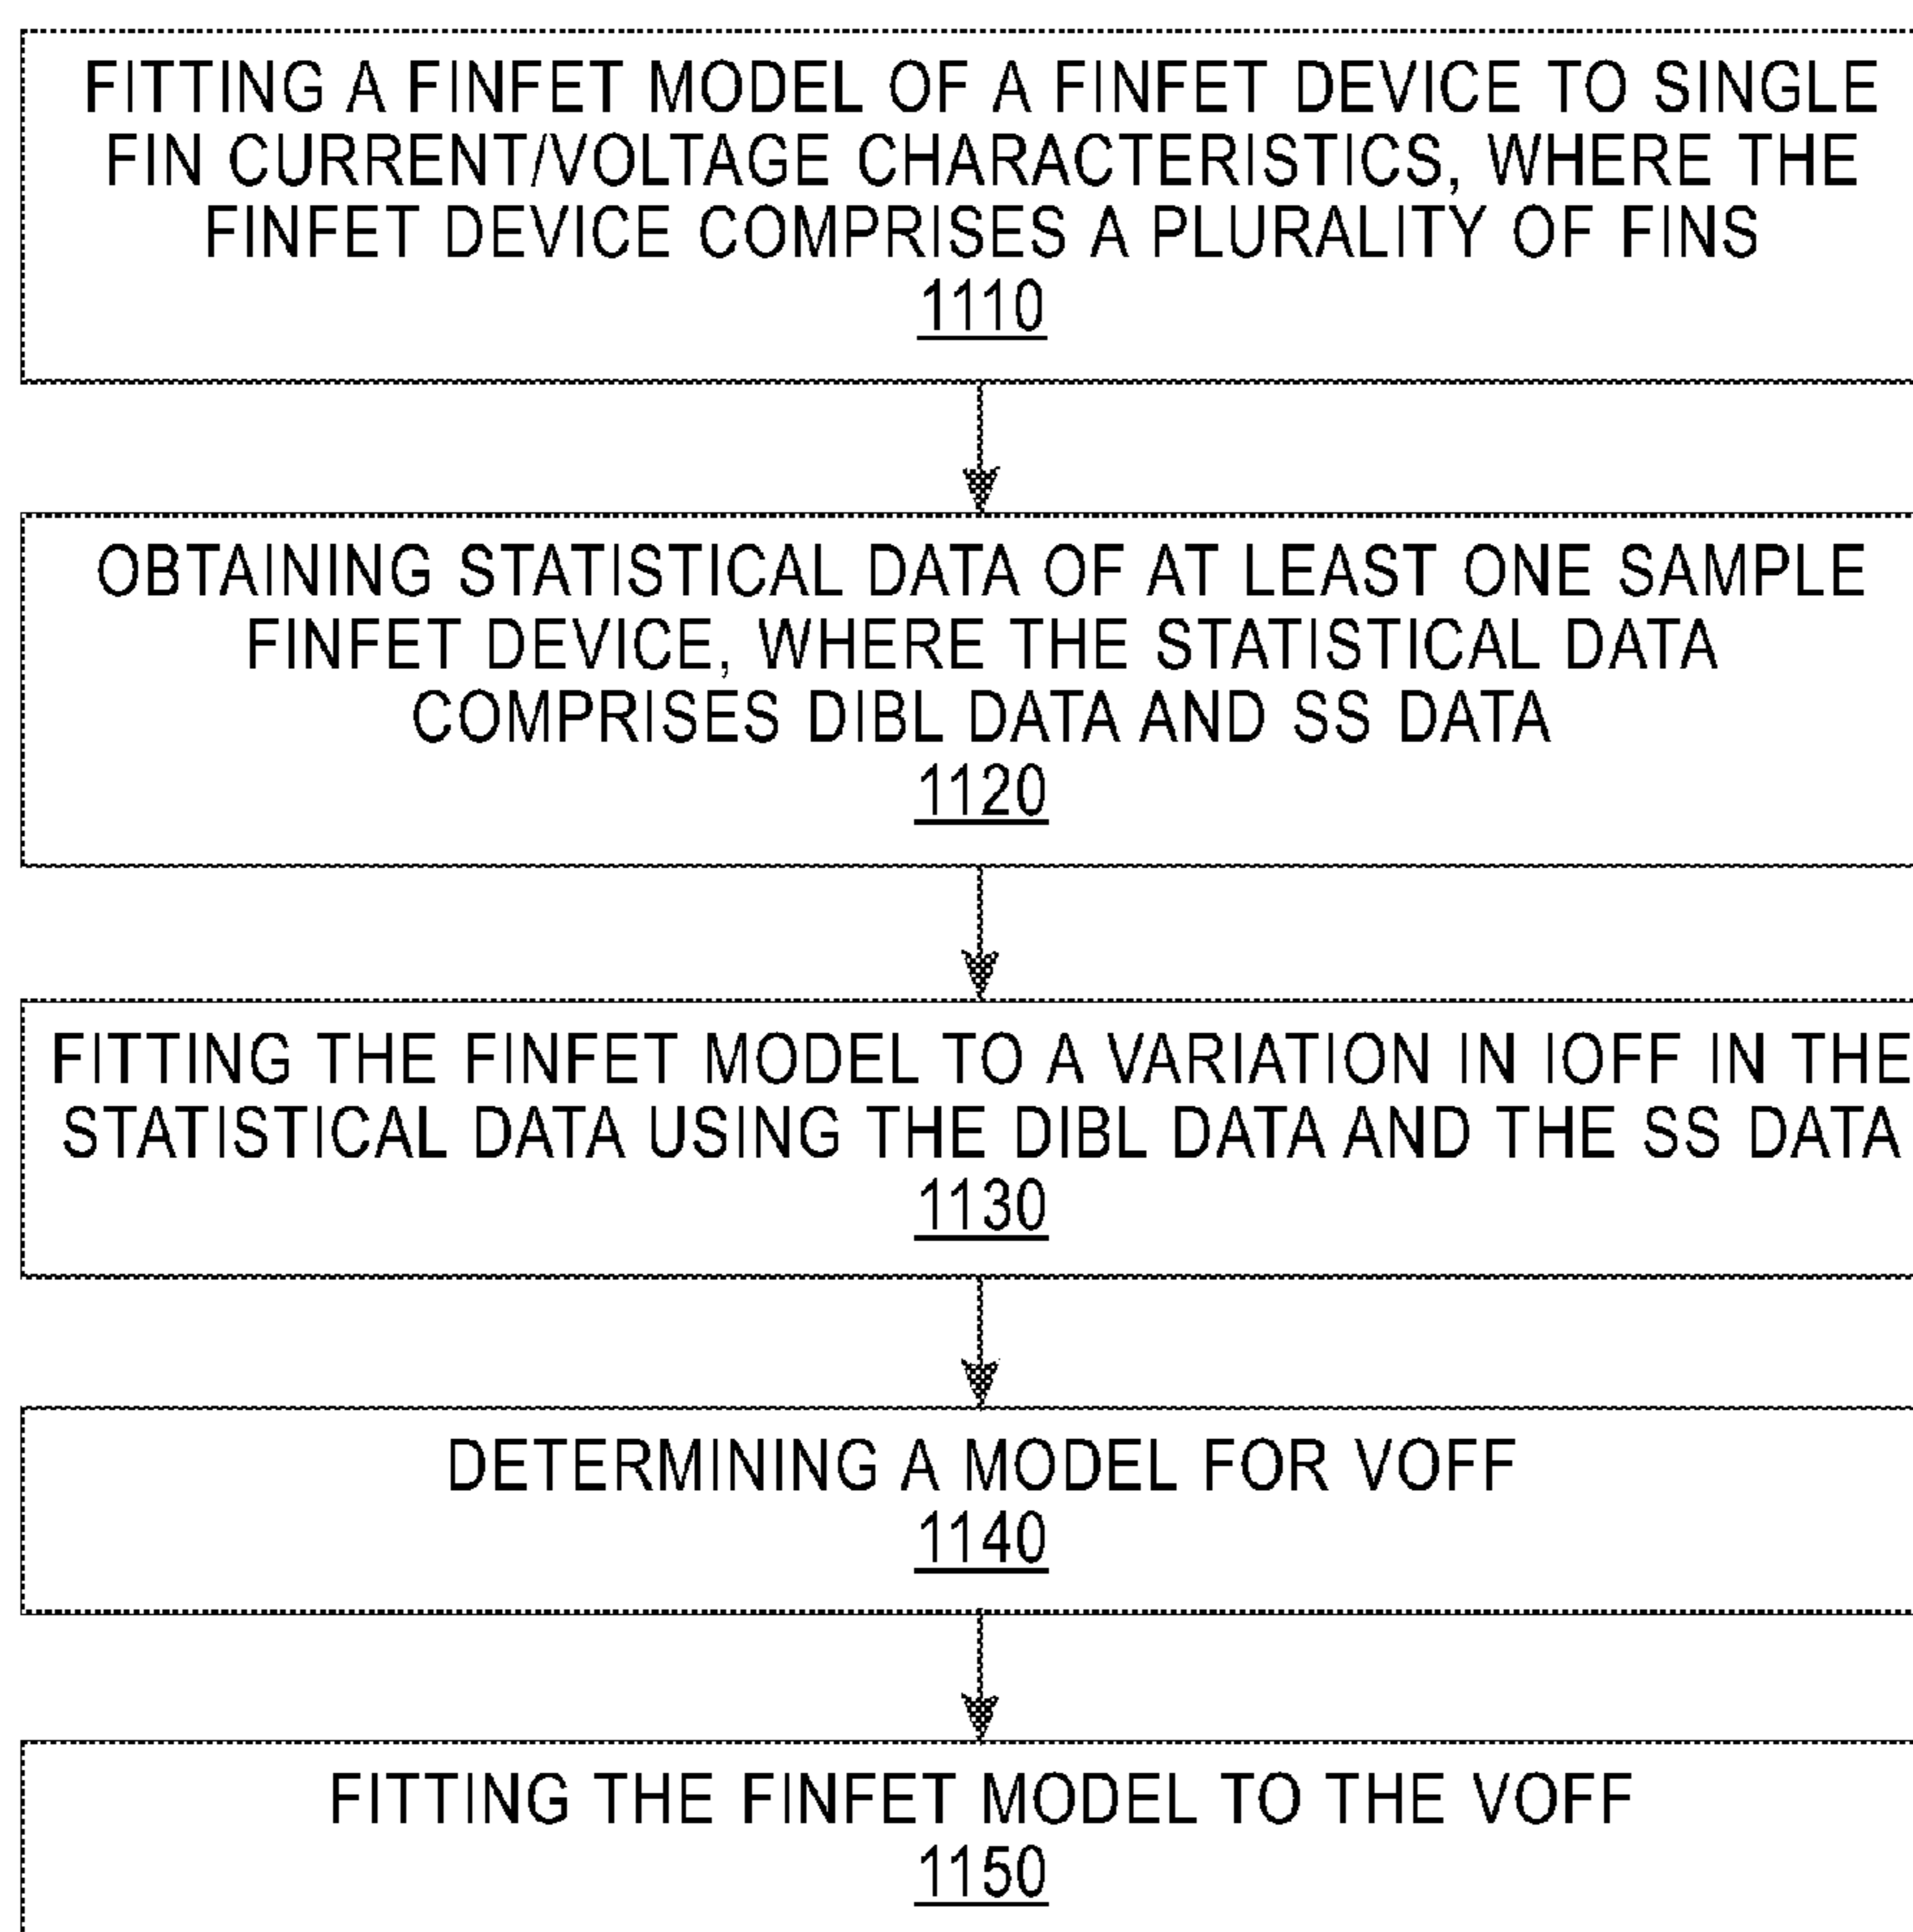 FITTING A FINFET MODEL OF A FINFET DEVICE TO SINGLE
FIN CURRENT/VOLTAGE CHARACTERISTICS, WHERE THE
FINFET DEVICE COMPRISES A PLURALITY OF FINS
1110
OBTAINING STATISTICAL DATA OF AT LEAST ONE SAMPLE
FINFET DEVICE, WHERE THE STATISTICAL DATA
COMPRISES DIBL DATA AND SS DATA
1120
FITTING THE FINFET MODEL TO A VARIATION IN IOFF IN THE
STATISTICAL DATA USING THE DIBL DATA AND THE SS DATA
1130
DETERMINING A MODEL FOR VOFF
1140
FITTING THE FINFET MODEL TO THE VOFF
1150